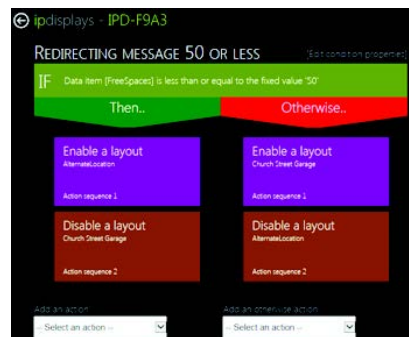 ipdisplays - IPD-F9A3
REDIRECTING MESSAGE 50 OR LESS
[Edit condition properties]
IF Data item [FreeSpaces] is less than or equal to the fixed value '50'
Then..
Otherwise..
Enable a layout
AlternateLocation
Action sequence 1
Enable a layout
Church Street Garage
Action sequence 1
Disable a layout
Church Street Garage
Action sequence 2
Disable a layout
AlternateLocation
Action sequence 2
Add an action
-- Select an action --
Add an otherwise action
-- Select an action --